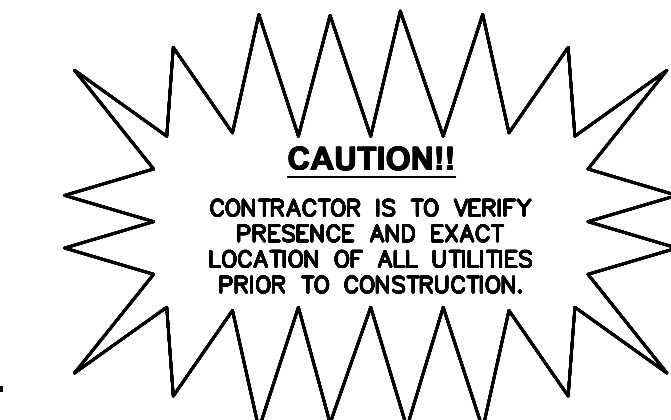 CAUTION!!
CONTRACTOR IS TO VERIFY
PRESENCE AND EXACT
LOCATION OF ALL UTILITIES
PRIOR TO CONSTRUCTION.